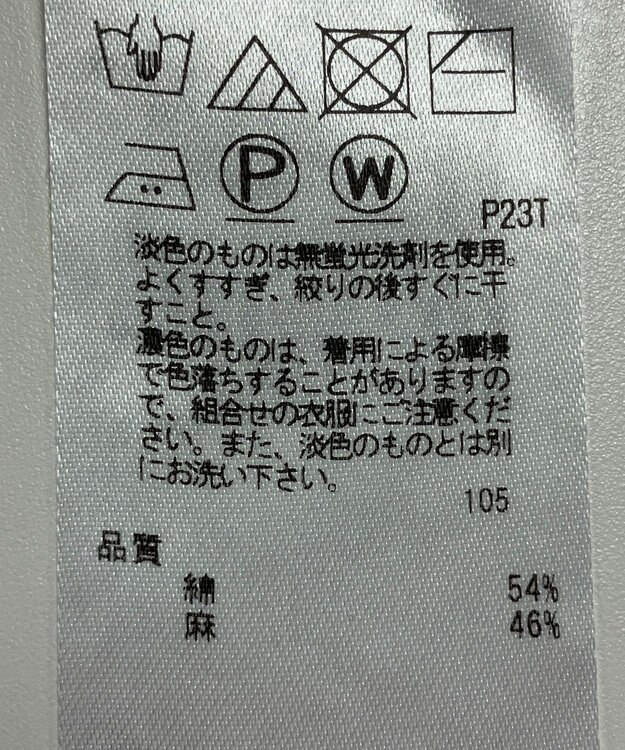 P W
P23T
淡色のものは無蛍光洗剤を使用。
よくすすぎ、絞りの後すぐに干
すこと。
濃色のものは、着用による摩擦
で色落ちすることがありますの
で、組合せの衣服にご注意くだ
さい。また、淡色のものとは別
にお洗い下さい。
105
品質
綿 54%
麻 46%